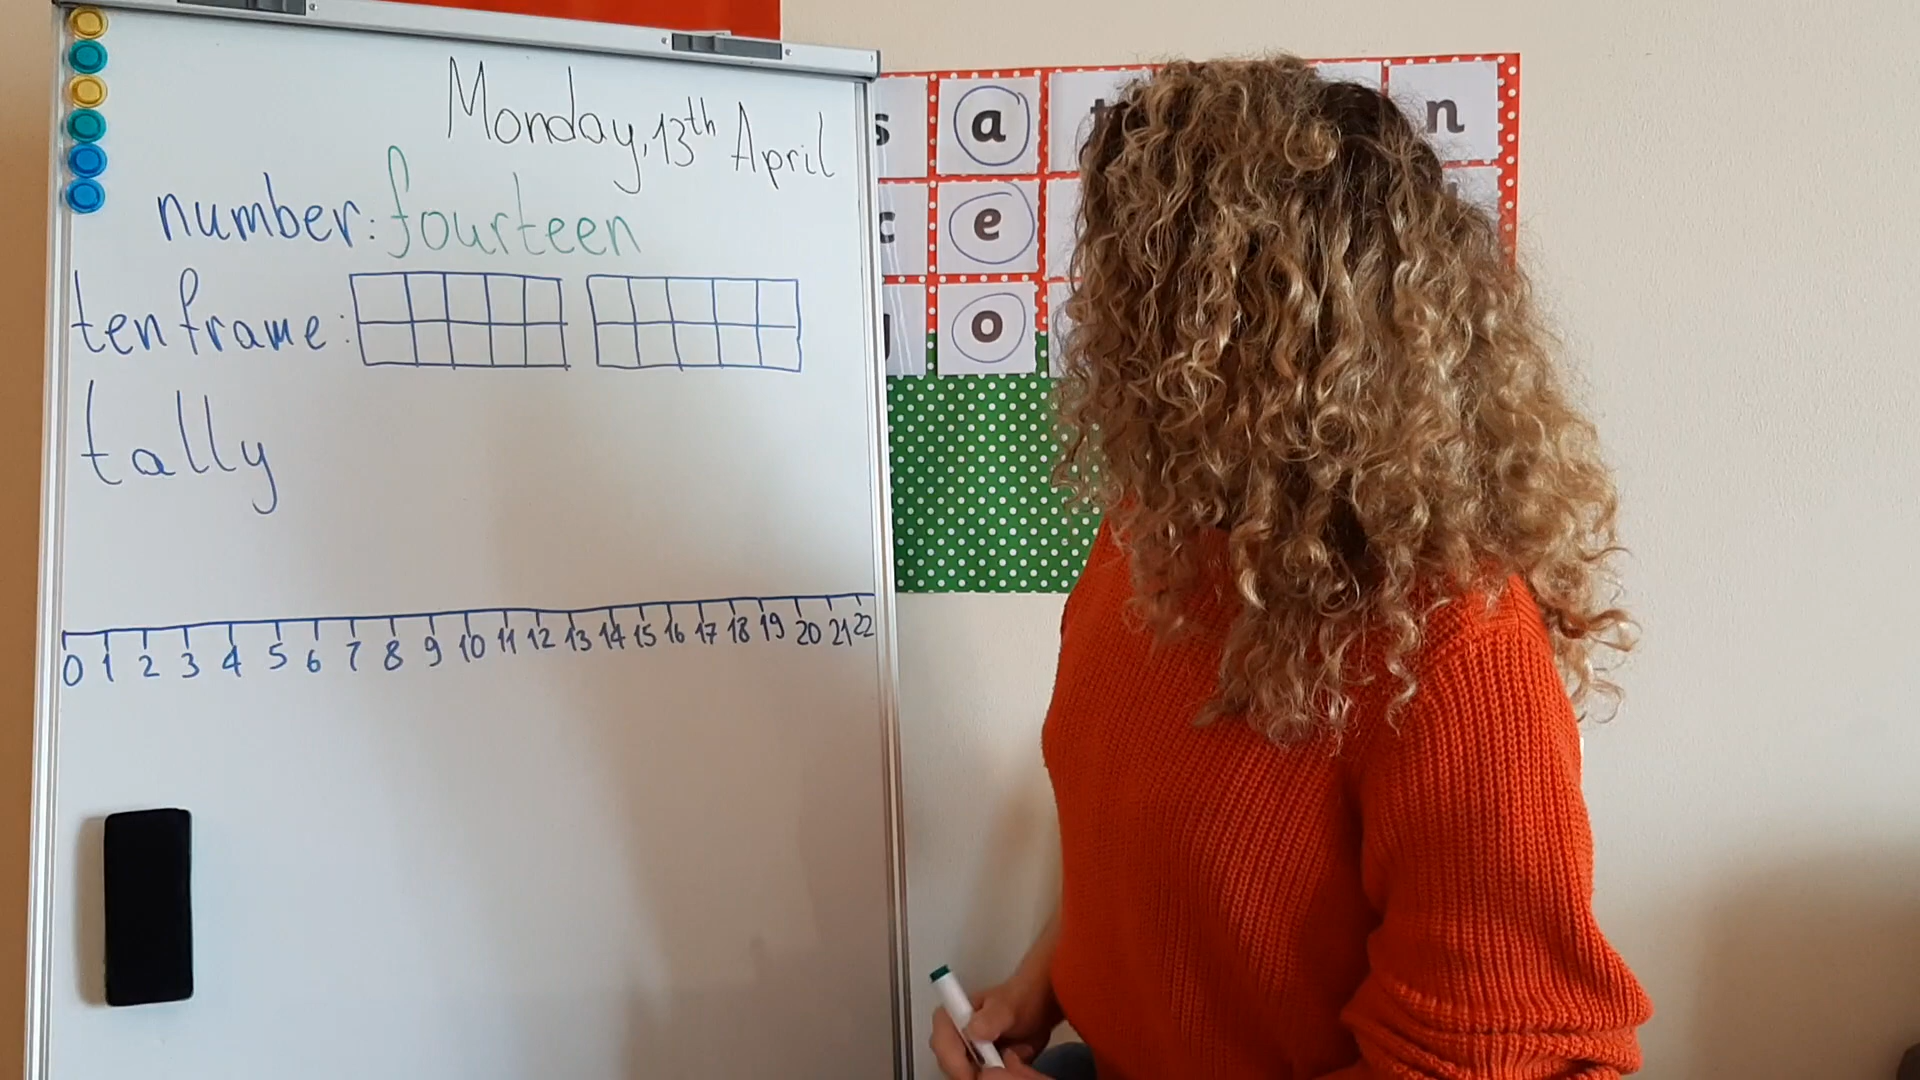 Monday, 13th April
number: fourteen
ten frame:
tally
0 1 2 3 4 5 6 7 8 9 10 11 12 13 14 15 16 17 18 19 20 21 22
s a t n
c e
o